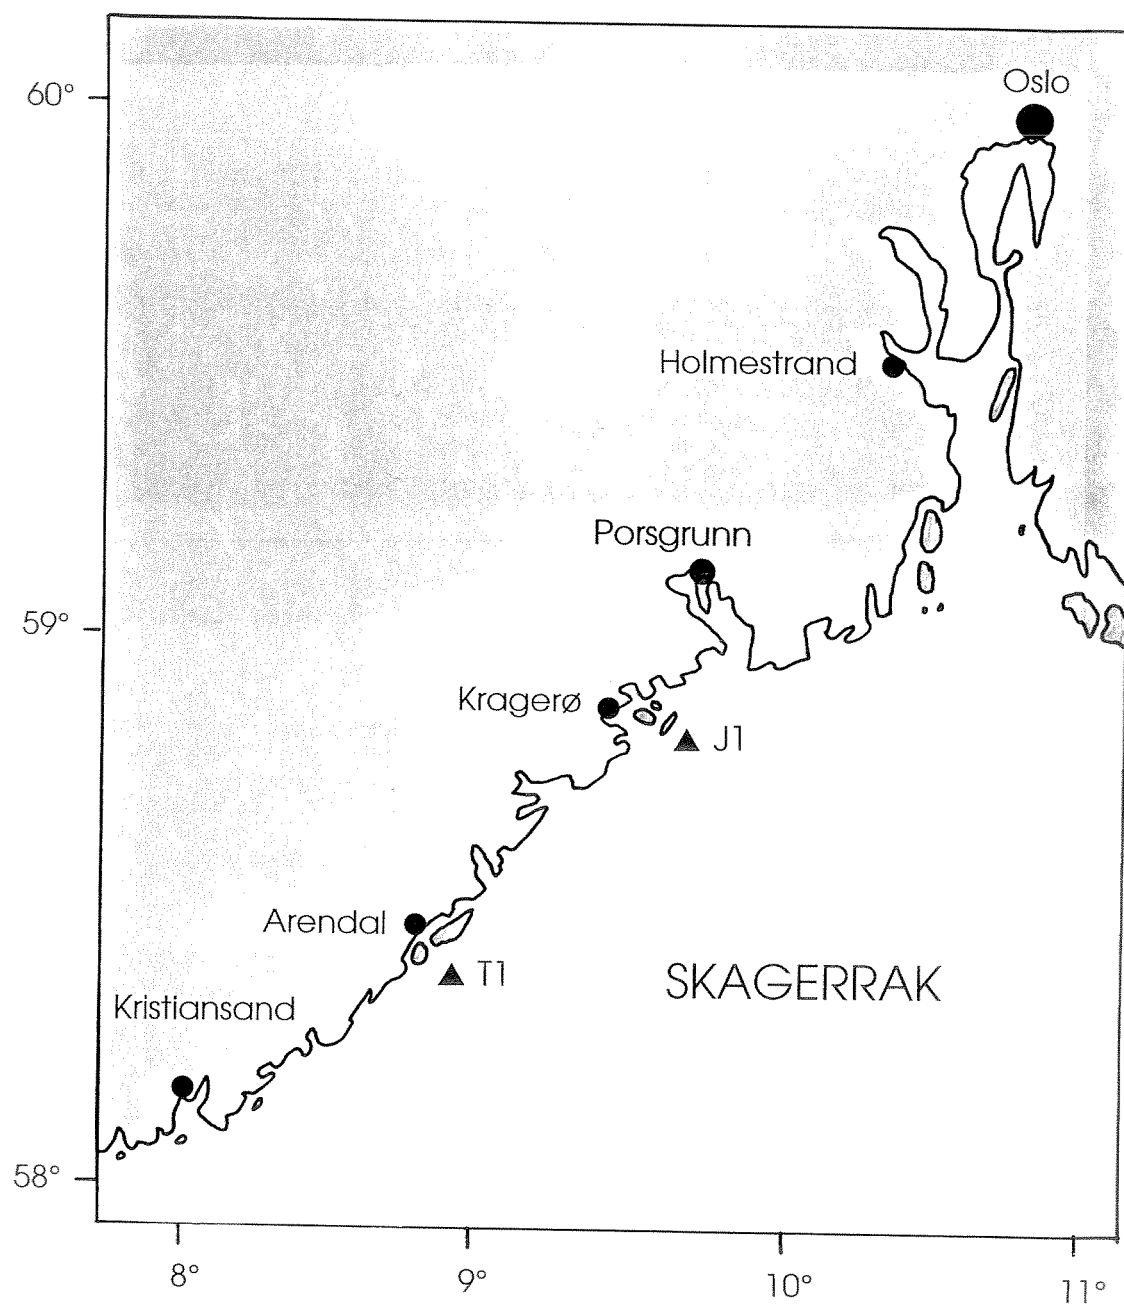 60°
Oslo
Holmestrand
Porsgrunn
59°
Kragerø
J1
Arendal
T1
SKAGERRAK
Kristiansand
58°
8°
9°
10°
11°